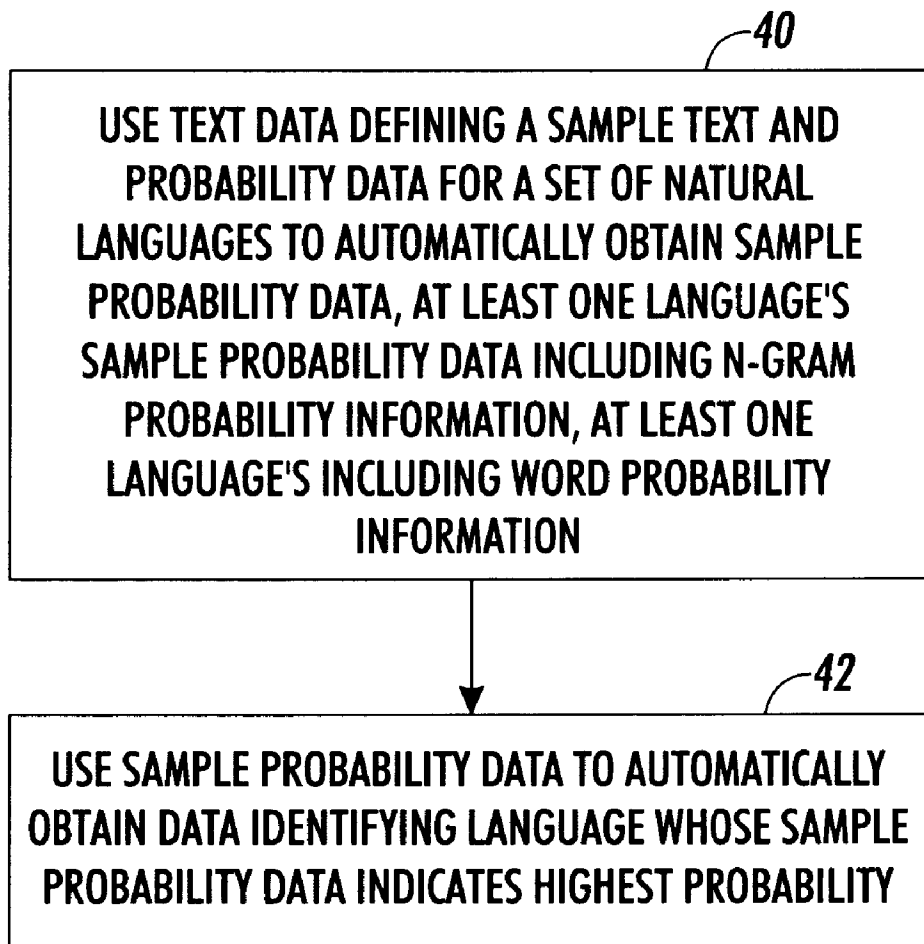 40
USE TEXT DATA DEFINING A SAMPLE TEXT AND
PROBABILITY DATA FOR A SET OF NATURAL
LANGUAGES TO AUTOMATICALLY OBTAIN SAMPLE
PROBABILITY DATA, AT LEAST ONE LANGUAGE'S
SAMPLE PROBABILITY DATA INCLUDING N-GRAM
PROBABILITY INFORMATION, AT LEAST ONE
LANGUAGE'S INCLUDING WORD PROBABILITY
INFORMATION
42
USE SAMPLE PROBABILITY DATA TO AUTOMATICALLY
OBTAIN DATA IDENTIFYING LANGUAGE WHOSE SAMPLE
PROBABILITY DATA INDICATES HIGHEST PROBABILITY